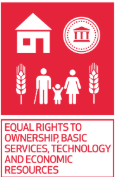 EQUAL RIGHTS TO
OWNERSHIP, BASIC
SERVICES, TECHNOLOGY
AND ECONOMIC
RESOURCES